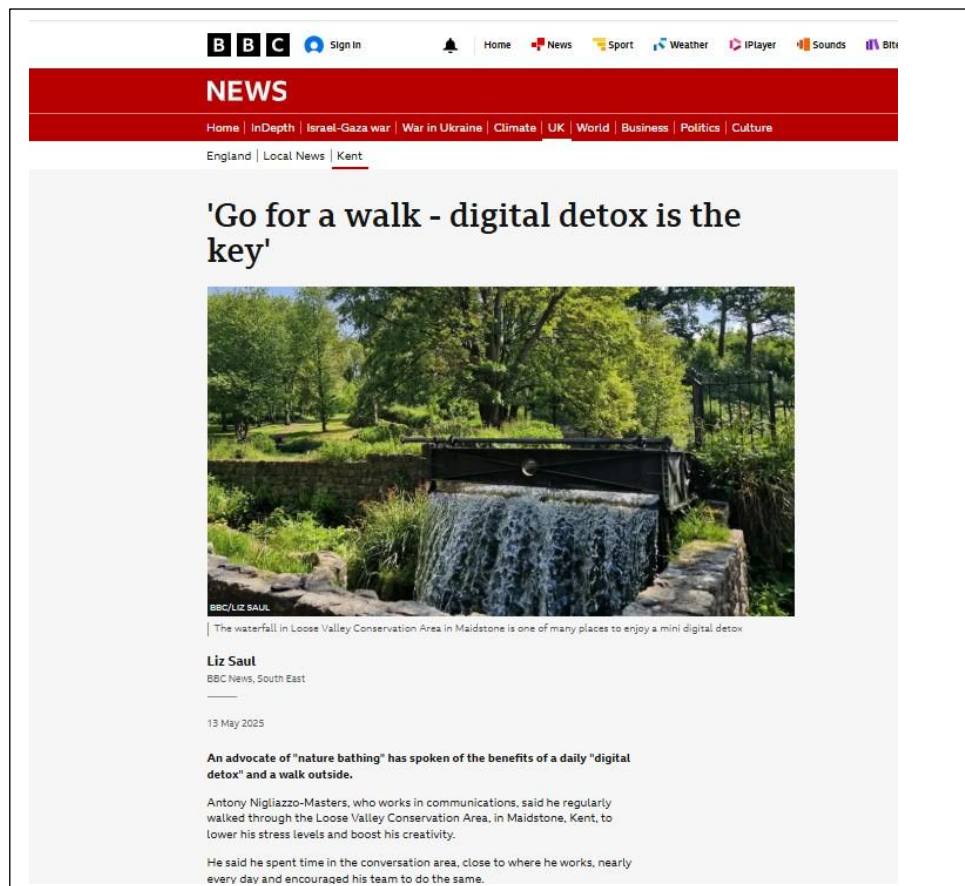 BBC Sign in Home News Sport Weather iPlayer Sounds Bite
NEWS
Home | InDepth | Israel-Gaza war | War in Ukraine | Climate | UK | World | Business | Politics | Culture
England | Local News | Kent
'Go for a walk - digital detox is the
key'
BBC/LIZ SAUL
The waterfall in Loose Valley Conservation Area in Maidstone is one of many places to enjoy a mini digital detox
Liz Saul
BBC News, South East
13 May 2025
An advocate of "nature bathing" has spoken of the benefits of a daily "digital
detox" and a walk outside.
Antony Nigliazzo-Masters, who works in communications, said he regularly
walked through the Loose Valley Conservation Area, in Maidstone, Kent, to
lower his stress levels and boost his creativity.
He said he spent time in the conversation area, close to where he works, nearly
every day and encouraged his team to do the same.